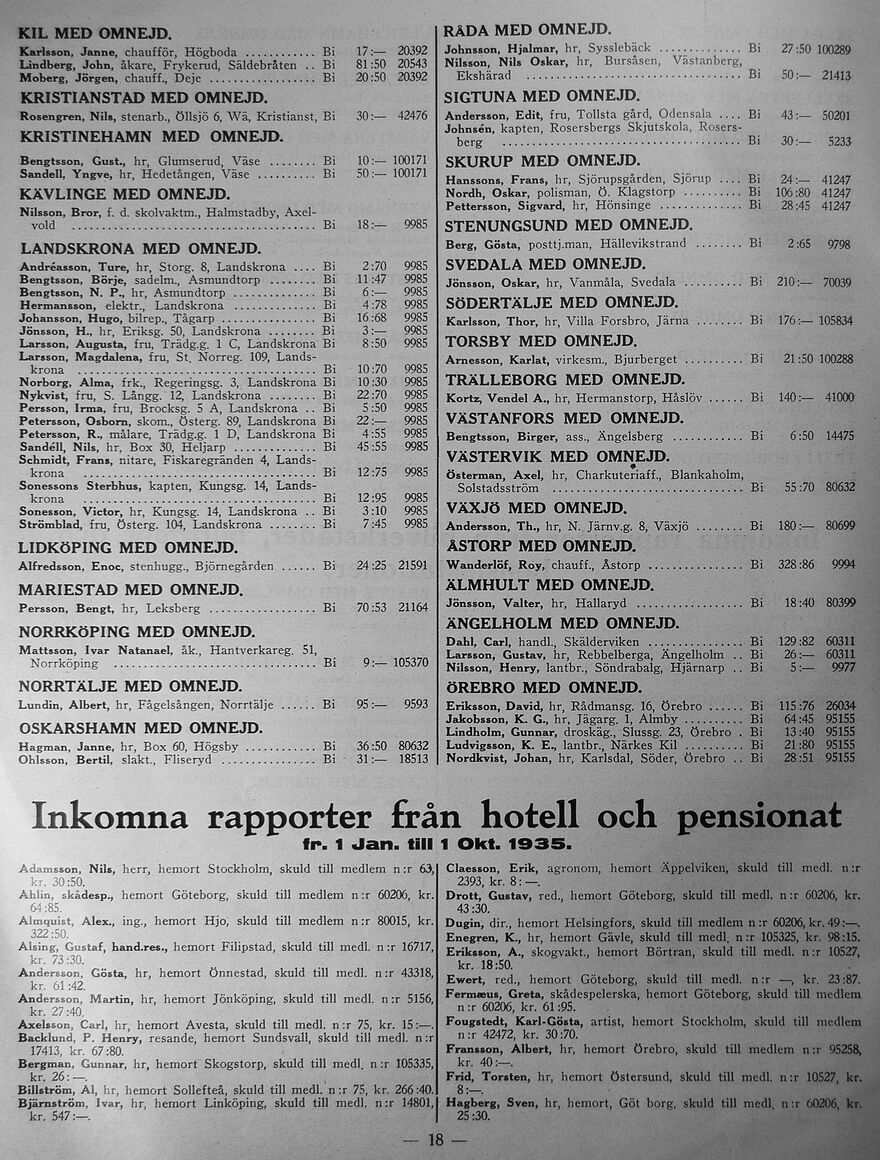 KIL MED OMNEJD.
Karlsson, Janne, chaufför, Högboda ............ Bi 17:— 20392
Lindberg, John, åkare, Frykerud, Säldebråten .. Bi 81:50 20543
Moberg, Jörgen, chauff., Deje ................. Bi 20:50 20392
KRISTIANSTAD MED OMNEJD.
Rosengren, Nils, stenarb., Öllsjö 6, Wä, Kristianst, Bi 30:— 42476
KRISTINEHAMN MED OMNEJD.
Bengtsson, Gust., hr, Glumserud, Väse ........ Bi 10:— 100171
Sandell, Yngve, hr, Hedetången, Väse .......... Bi 50:— 100171
KÄVLINGE MED OMNEJD.
Nilsson, Bror, f. d. skolvaktm., Halmstadby, Axel-
vold ....................................... Bi 18:— 9985
LANDSKRONA MED OMNEJD.
Andréasson, Ture, hr, Storg. 8, Landskrona .... Bi 2:70 9985
Bengtsson, Börje, sadelm., Asmundtorp ........ Bi 11:47 9985
Bengtsson, N. P., hr, Asmundtorp .............. Bi 6:— 9985
Hermansson, elektr., Landskrona .............. Bi 4:78 9985
Johansson, Hugo, bilrep., Tågarp .............. Bi 16:68 9985
Jönsson, H., hr, Eriksg. 50, Landskrona ........ Bi 3:— 9985
Larsson, Augusta, fru, Trädg.g. 1 C, Landskrona Bi 8:50 9985
Larsson, Magdalena, fru, St. Norreg. 109, Lands-
krona ...................................... Bi 10:70 9985
Norborg, Alma, frk., Regeringsg. 3, Landskrona Bi 10:30 9985
Nykvist, fru, S. Långg. 12, Landskrona ........ Bi 22:70 9985
Persson, Irma, fru, Brocksg. 5 A, Landskrona .. Bi 5:50 9985
Petersson, Osborn, skom., Österg. 89, Landskrona Bi 22:— 9985
Petersson, R., målare, Trädg.g. 1 D, Landskrona Bi 4:55 9985
Sandéll, Nils, hr, Box 30, Heljarp ............ Bi 45:55 9985
Schmidt, Frans, nitare, Fiskaregränden 4, Lands-
krona ...................................... Bi 12:75 9985
Sonessons Sterbhus, kapten, Kungsg. 14, Lands-
krona ...................................... Bi 12:95 9985
Sonesson, Victor, hr, Kungsg. 14, Landskrona .. Bi 3:10 9985
Strömblad, fru, Österg. 104, Landskrona ........ Bi 7:45 9985
LIDKÖPING MED OMNEJD.
Alfredsson, Enoc, stenhugg., Björnegården ...... Bi 24:25 21591
MARIESTAD MED OMNEJD.
Persson, Bengt, hr, Leksberg .................. Bi 70:53 21164
NORRKÖPING MED OMNEJD.
Mattsson, Ivar Natanael, åk., Hantverkareg. 51,
Norrköping ................................ Bi 9:— 105370
NORRTÄLJE MED OMNEJD.
Lundin, Albert, hr, Fågelsången, Norrtälje ...... Bi 95:— 9593
OSKARSHAMN MED OMNEJD.
Hagman, Janne, hr, Box 60, Högsby ............ Bi 36:50 80632
Ohlsson, Bertil, slakt., Fliseryd ................ Bi 31:— 18513
RÅDA MED OMNEJD.
Johnsson, Hjalmar, hr, Sysslebäck .............. Bi 27:50 100289
Nilsson, Nils Oskar, hr, Bursåsen, Västanberg,
Ekshärad .................................. Bi 50:— 21413
SIGTUNA MED OMNEJD.
Andersson, Edit, fru, Tollsta gård, Odensala .... Bi 43:— 50201
Johnsén, kapten, Rosersbergs Skjutskola, Rosers-
berg ...................................... Bi 30:— 5233
SKURUP MED OMNEJD.
Hanssons, Frans, hr, Sjörupsgården, Sjörup .... Bi 24:— 41247
Nordh, Oskar, polisman, Ö. Klagstorp .......... Bi 106:80 41247
Pettersson, Sigvard, hr, Hönsinge .............. Bi 28:45 41247
STENUNGSUND MED OMNEJD.
Berg, Gösta, posttj.man, Hällevikstrand ........ Bi 2:65 9798
SVEDALA MED OMNEJD.
Jönsson, Oskar, hr, Vanmåla, Svedala .......... Bi 210:— 70039
SÖDERTÄLJE MED OMNEJD.
Karlsson, Thor, hr, Villa Forsbro, Järna ........ Bi 176:— 105834
TORSBY MED OMNEJD.
Arnesson, Karlat, virkesm., Bjurberget .......... Bi 21:50 100288
TRÄLLEBORG MED OMNEJD.
Kortz, Vendel A., hr, Hermanstorp, Håslöv ...... Bi 140:— 41000
VÄSTANFORS MED OMNEJD.
Bengtsson, Birger, ass., Ängelsberg ............ Bi 6:50 14475
VÄSTERVIK MED OMNEJD.
Österman, Axel, hr, Charkuteriaff., Blankaholm,
Solstadsström .............................. Bi 55:70 80632
VÄXJÖ MED OMNEJD.
Andersson, Th., hr, N. Järnv.g. 8, Växjö ........ Bi 180:— 80699
ÅSTORP MED OMNEJD.
Wanderlöf, Roy, chauff., Åstorp ................ Bi 328:86 9994
ÄLMHULT MED OMNEJD.
Jönsson, Valter, hr, Hallaryd .................. Bi 18:40 80399
ÄNGELHOLM MED OMNEJD.
Dahl, Carl, handl., Skälderviken ................ Bi 129:82 60311
Larsson, Gustav, hr, Rebbelberga, Ängelholm .. Bi 26:— 60311
Nilsson, Henry, lantbr., Söndrabalg, Hjärnarp .. Bi 5:— 9977
ÖREBRO MED OMNEJD.
Eriksson, David, hr, Rådmansg. 16, Örebro ...... Bi 115:76 26034
Jakobsson, K. G., hr, Jägarg. 1, Almby .......... Bi 64:45 95155
Lindholm, Gunnar, droskäg., Slussg. 23, Örebro . Bi 13:40 95155
Ludvigsson, K. E., lantbr., Närkes Kil .......... Bi 21:80 95155
Nordkvist, Johan, hr, Karlsdal, Söder, Örebro .. Bi 28:51 95155
Inkomna rapporter från hotell och pensionat
fr. 1 Jan. till 1 Okt. 1935.
Adamsson, Nils, herr, hemort Stockholm, skuld till medlem n:r 63,
kr. 30:50.
Ahlin, skådesp., hemort Göteborg, skuld till medlem n:r 60206, kr.
64:85.
Almquist, Alex., ing., hemort Hjo, skuld till medlem n:r 80015, kr.
322:50.
Alsing, Gustaf, hand.res., hemort Filipstad, skuld till medl. n:r 16717,
kr. 73:30.
Andersson, Gösta, hr, hemort Önnestad, skuld till medl. n:r 43318,
kr. 61:42.
Andersson, Martin, hr, hemort Jönköping, skuld till medl. n:r 5156,
kr. 27:40.
Axelsson, Carl, hr, hemort Avesta, skuld till medl. n:r 75, kr. 15:—.
Backlund, P. Henry, resande, hemort Sundsvall, skuld till medl. n:r
17413, kr. 67:80.
Bergman, Gunnar, hr, hemort Skogstorp, skuld till medl. n:r 105335,
kr. 26:—.
Billström, Al, hr, hemort Sollefteå, skuld till medl. n:r 75, kr. 266:40.
Bjärnström, Ivar, hr, hemort Linköping, skuld till medl. n:r 14801,
kr. 547:—.
Claesson, Erik, agronom, hemort Äppelviken, skuld till medl. n:r
2393, kr. 8:—.
Drott, Gustav, red., hemort Göteborg, skuld till medl. n:r 60206, kr.
43:30.
Dugin, dir., hemort Helsingfors, skuld till medlem n:r 60206, kr. 49:—.
Enegren, K., hr, hemort Gävle, skuld till medl. n:r 105325, kr. 98:15.
Eriksson, A., skogvakt., hemort Börtran, skuld till medl. n:r 10527,
kr. 18:50.
Ewert, red., hemort Göteborg, skuld till medl. n:r —, kr. 23:87.
Fermæus, Greta, skådespelerska, hemort Göteborg, skuld till medlem
n:r 60206, kr. 61:95.
Fougstedt, Karl-Gösta, artist, hemort Stockholm, skuld till medlem
n:r 42472, kr. 30:70.
Fransson, Albert, hr, hemort Örebro, skuld till medlem n:r 95258,
kr. 40:—.
Frid, Torsten, hr, hemort Östersund, skuld till medl. n:r 10527, kr.
8:—.
Hagberg, Sven, hr, hemort, Göt borg, skuld till medl. n:r 60206, kr.
25:30.
— 18 —